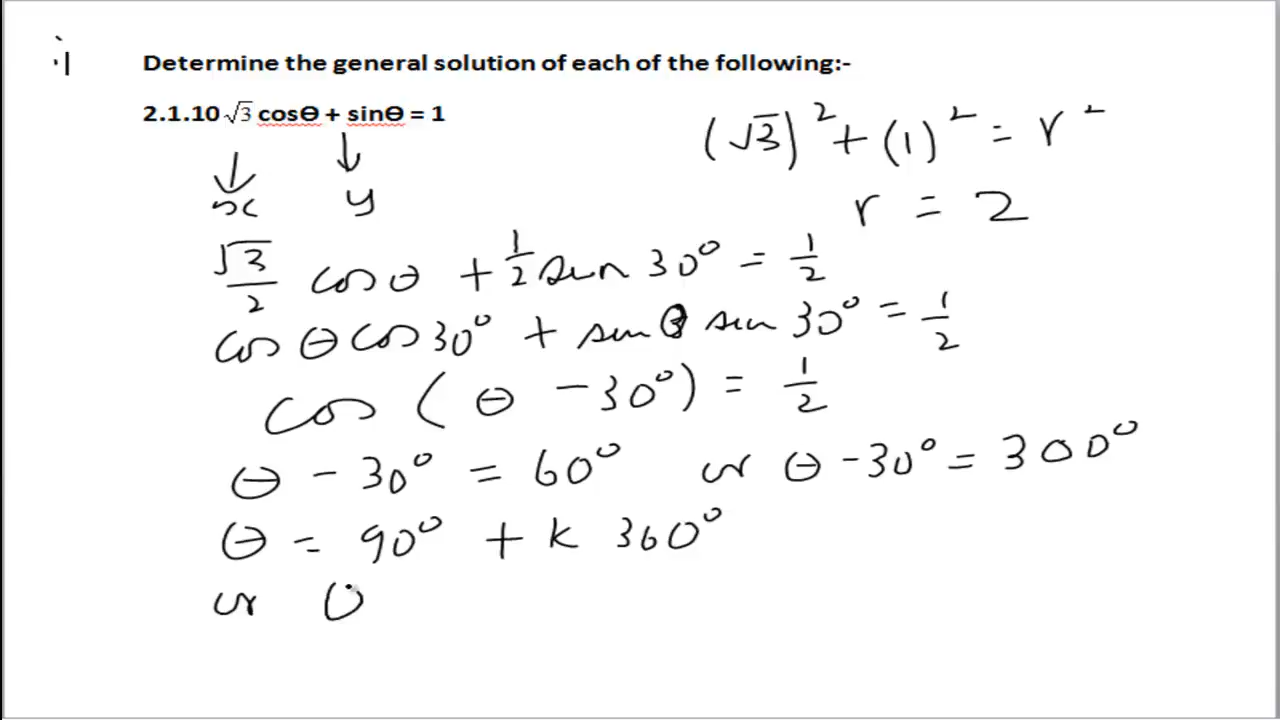 Determine the general solution of each of the following:-
2.1.10 √3 cosθ + sinθ = 1
(√3)² + (1)² = r²
x y
r = 2
√3/2 cos θ + 1/2 sin 30° = 1/2
cos θ cos 30° + sin θ sin 30° = 1/2
cos ( θ - 30° ) = 1/2
θ - 30° = 60° or θ - 30° = 300°
θ = 90° + k 360°
or θ